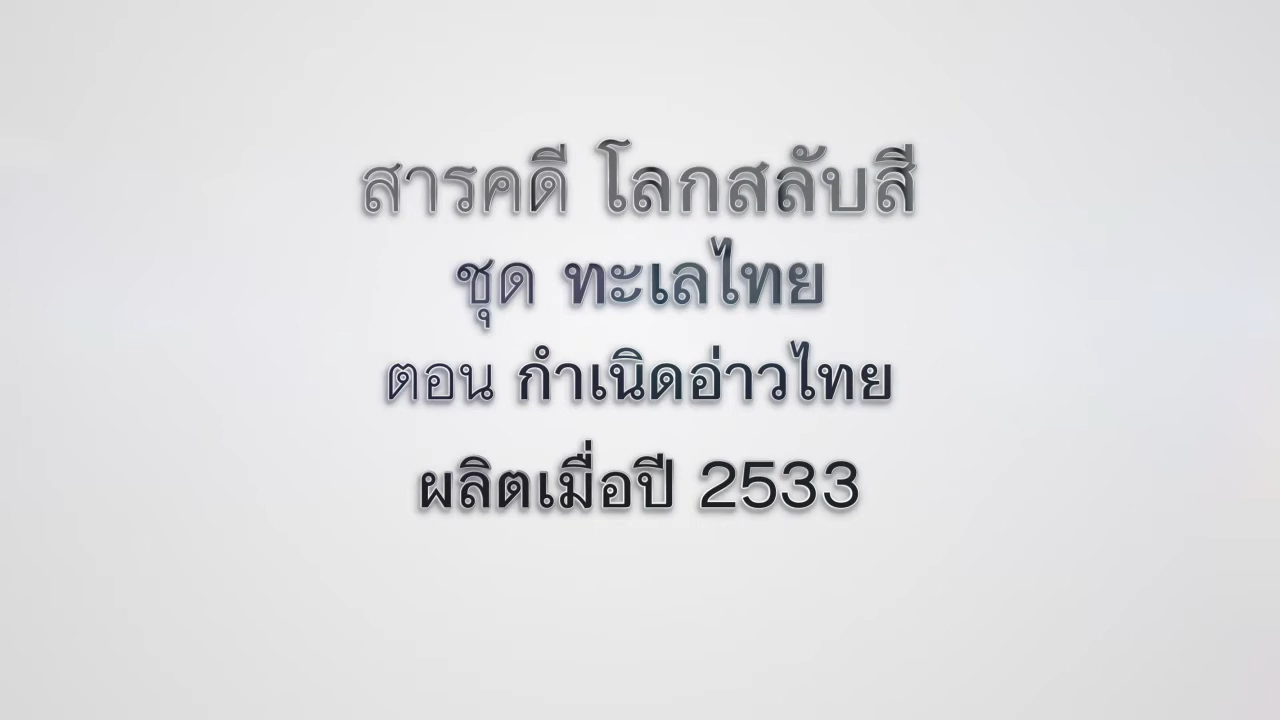 สารคดี โลกสลับสี
ชุด ทะเลไทย
ตอน กำเนิดอ่าวไทย
ผลิตเมื่อปี 2533